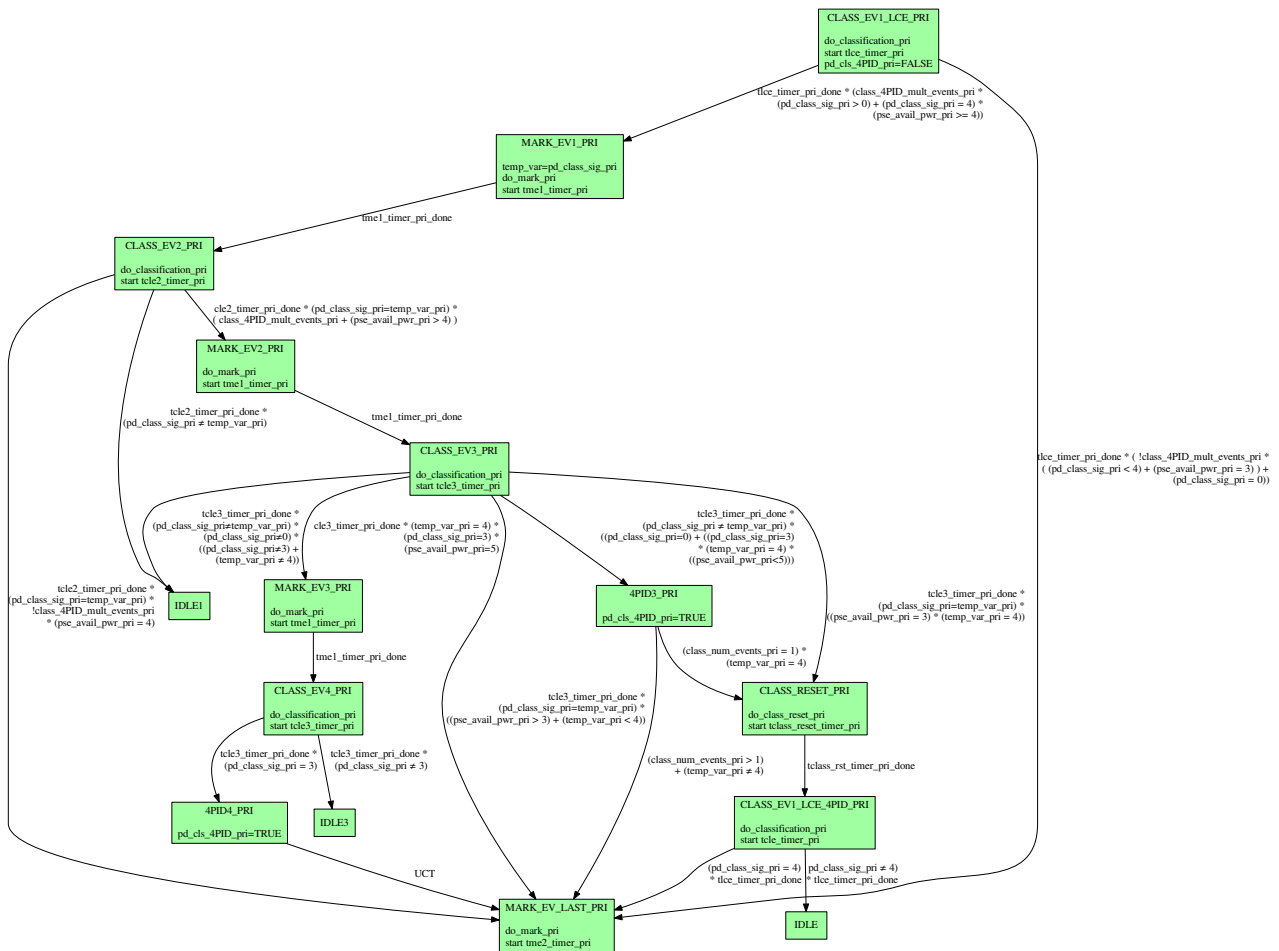 CLASS_EV1_LCE_PRI
do_classification_pri
start tlce_timer_pri
pd_cls_4PID_pri=FALSE
tlce_timer_pri_done * (class_4PID_mult_events_pri *
(pd_class_sig_pri > 0) + (pd_class_sig_pri = 4) *
(pse_avail_pwr_pri >= 4))
MARK_EV1_PRI
temp_var=pd_class_sig_pri
do_mark_pri
start tme1_timer_pri
tme1_timer_pri_done
CLASS_EV2_PRI
do_classification_pri
start tcle2_timer_pri
cle2_timer_pri_done * (pd_class_sig_pri=temp_var_pri) *
( class_4PID_mult_events_pri + (pse_avail_pwr_pri > 4) )
MARK_EV2_PRI
do_mark_pri
start tme1_timer_pri
tcle2_timer_pri_done *
(pd_class_sig_pri ≠ temp_var_pri)
tme1_timer_pri_done
CLASS_EV3_PRI
do_classification_pri
start tcle3_timer_pri
tlce_timer_pri_done * ( !class_4PID_mult_events_pri *
( (pd_class_sig_pri < 4) + (pse_avail_pwr_pri = 3) ) +
(pd_class_sig_pri = 0))
tcle3_timer_pri_done *
(pd_class_sig_pri≠temp_var_pri) *
(pd_class_sig_pri≠0) *
((pd_class_sig_pri≠3) +
(temp_var_pri ≠ 4))
cle3_timer_pri_done * (temp_var_pri = 4) *
(pd_class_sig_pri=3) *
(pse_avail_pwr_pri=5)
tcle3_timer_pri_done *
(pd_class_sig_pri ≠ temp_var_pri) *
((pd_class_sig_pri=0) + ((pd_class_sig_pri=3)
* (temp_var_pri = 4) *
((pse_avail_pwr_pri<5)))
tcle2_timer_pri_done *
(pd_class_sig_pri=temp_var_pri) *
!class_4PID_mult_events_pri
* (pse_avail_pwr_pri = 4)
IDLE1
MARK_EV3_PRI
do_mark_pri
start tme1_timer_pri
4PID3_PRI
pd_cls_4PID_pri=TRUE
tcle3_timer_pri_done *
(pd_class_sig_pri=temp_var_pri) *
((pse_avail_pwr_pri = 3) * (temp_var_pri = 4))
tme1_timer_pri_done
(class_num_events_pri = 1) *
(temp_var_pri = 4)
CLASS_EV4_PRI
do_classification_pri
start tcle3_timer_pri
tcle3_timer_pri_done *
(pd_class_sig_pri=temp_var_pri) *
((pse_avail_pwr_pri > 3) + (temp_var_pri < 4))
CLASS_RESET_PRI
do_class_reset_pri
start tclass_reset_timer_pri
tcle3_timer_pri_done *
(pd_class_sig_pri = 3)
tcle3_timer_pri_done *
(pd_class_sig_pri ≠ 3)
(class_num_events_pri > 1)
+ (temp_var_pri ≠ 4)
tclass_rst_timer_pri_done
4PID4_PRI
pd_cls_4PID_pri=TRUE
IDLE3
CLASS_EV1_LCE_4PID_PRI
do_classification_pri
start tcle_timer_pri
UCT
(pd_class_sig_pri = 4)
* tlce_timer_pri_done
pd_class_sig_pri ≠ 4)
* tlce_timer_pri_done
MARK_EV_LAST_PRI
do_mark_pri
start tme2_timer_pri
IDLE